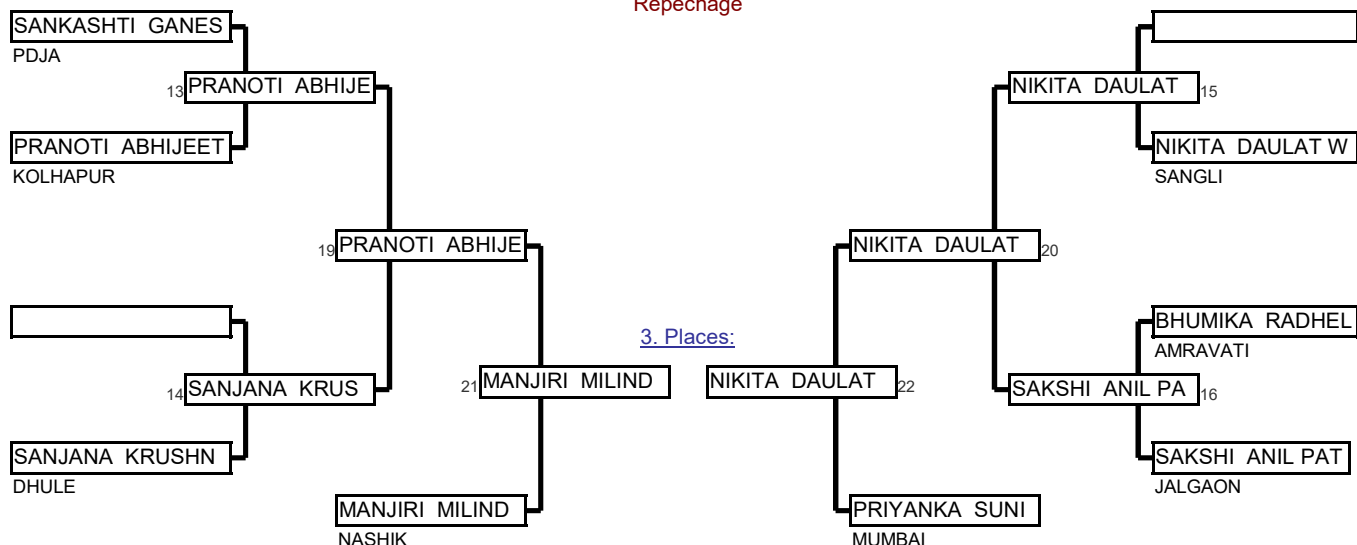 Repechage
SANKASHTI GANES
PDJA
13 PRANOTI ABHIJE
NIKITA DAULAT 15
PRANOTI ABHIJEET
KOLHAPUR
NIKITA DAULAT W
SANGLI
19 PRANOTI ABHIJE
NIKITA DAULAT 20
BHUMIKA RADHEL
AMRAVATI
3. Places:
14 SANJANA KRUS
21 MANJIRI MILIND
NIKITA DAULAT 22
SAKSHI ANIL PA 16
SANJANA KRUSHN
DHULE
SAKSHI ANIL PAT
JALGAON
MANJIRI MILIND
NASHIK
PRIYANKA SUNI
MUMBAI